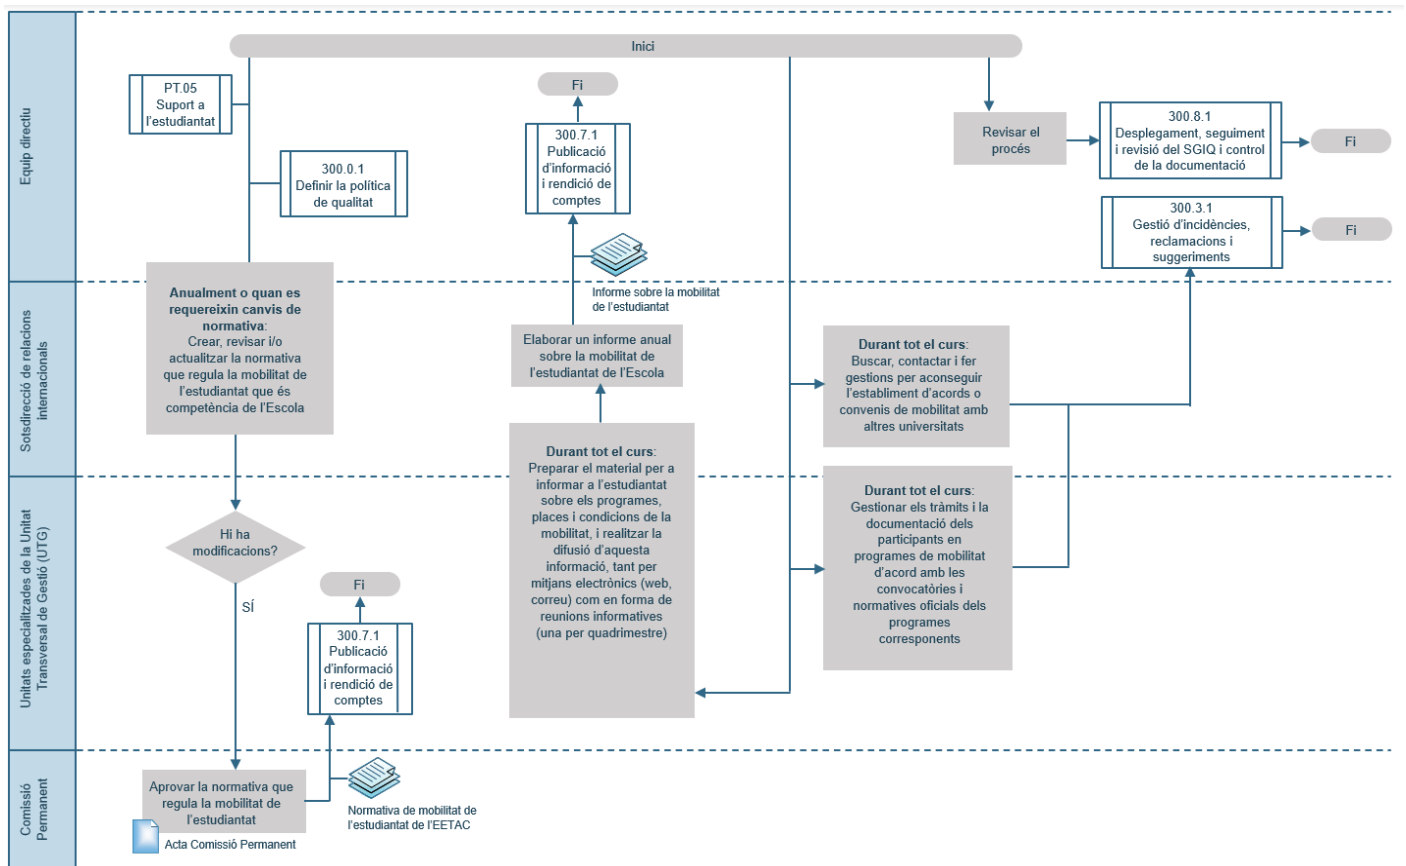 Equip directiu
Inici
PT.05
Suport a
l’estudiantat
300.0.1
Definir la política
de qualitat
Fi
300.7.1
Publicació
d’informació
i rendició de
comptes
Informe sobre la mobilitat
de l’estudiantat
Revisar el
procés
300.8.1
Desplegament, seguiment
i revisió del SGIQ i control
de la documentació
Fi
300.3.1
Gestió d’incidències,
reclamacions i
suggeriments
Fi
Sotsdirecció de relacions
internacionals
Anualment o quan es
requereixin canvis de
normativa:
Crear, revisar i/o
actualitzar la normativa
que regula la mobilitat de
l’estudiantat que és
competència de l’Escola
Elaborar un informe anual
sobre la mobilitat de
l’estudiantat de l’Escola
Durant tot el curs:
Buscar, contactar i fer
gestions per aconseguir
l’establiment d’acords o
convenis de mobilitat amb
altres universitats
Durant tot el curs:
Preparar el material per a
informar a l’estudiantat
sobre els programes,
places i condicions de la
mobilitat, i realitzar la
difusió d’aquesta
informació, tant per
mitjans electrònics (web,
correu) com en forma de
reunions informatives
(una per quadrimestre)
Unitats especialitzades de la Unitat
Transversal de Gestió (UTG)
Hi ha
modificacions?
SÍ
Fi
300.7.1
Publicació
d’informació
i rendició de
comptes
Durant tot el curs:
Gestionar els tràmits i la
documentació dels
participants en
programes de mobilitat
d’acord amb les
convocatòries i
normatives oficials dels
programes
corresponents
Comissió
Permanent
Aprovar la normativa que
regula la mobilitat de
l’estudiantat
Acta Comissió Permanent
Normativa de mobilitat de
l’estudiantat de l’EETAC